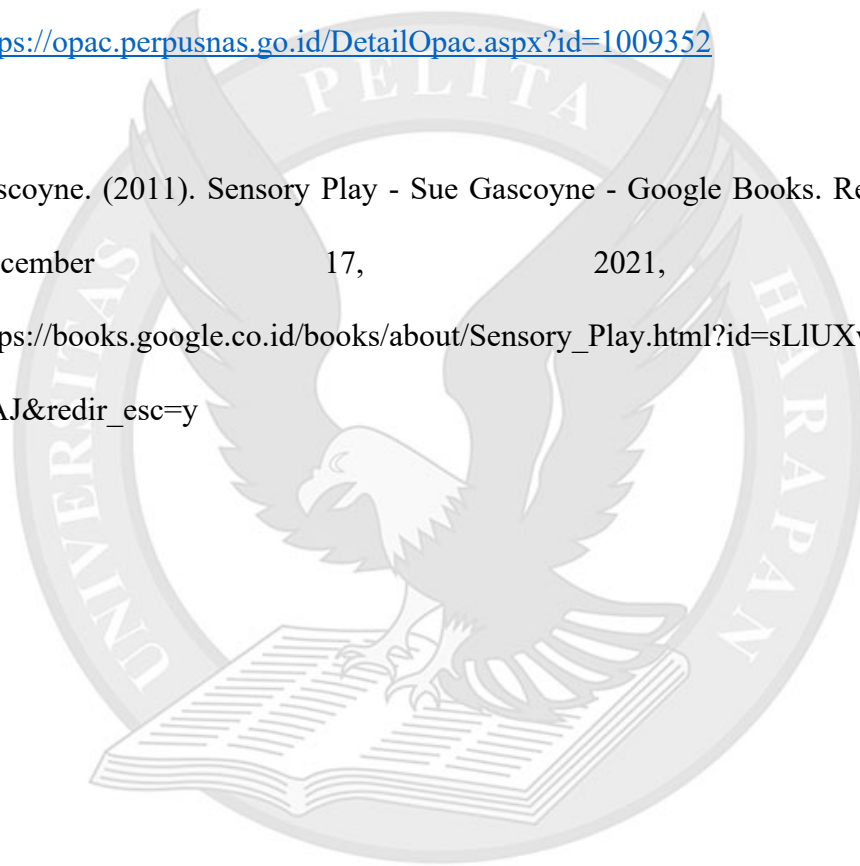 ps://opac.perpusnas.go.id/DetailOpac.aspx?id=1009352
PELITA
scoyne. (2011). Sensory Play - Sue Gascoyne - Google Books. Re
cember 17, 2021,
ps://books.google.co.id/books/about/Sensory_Play.html?id=sLlUXv
AJ&redir_esc=y
UNIVERSITAS
HARAPAN